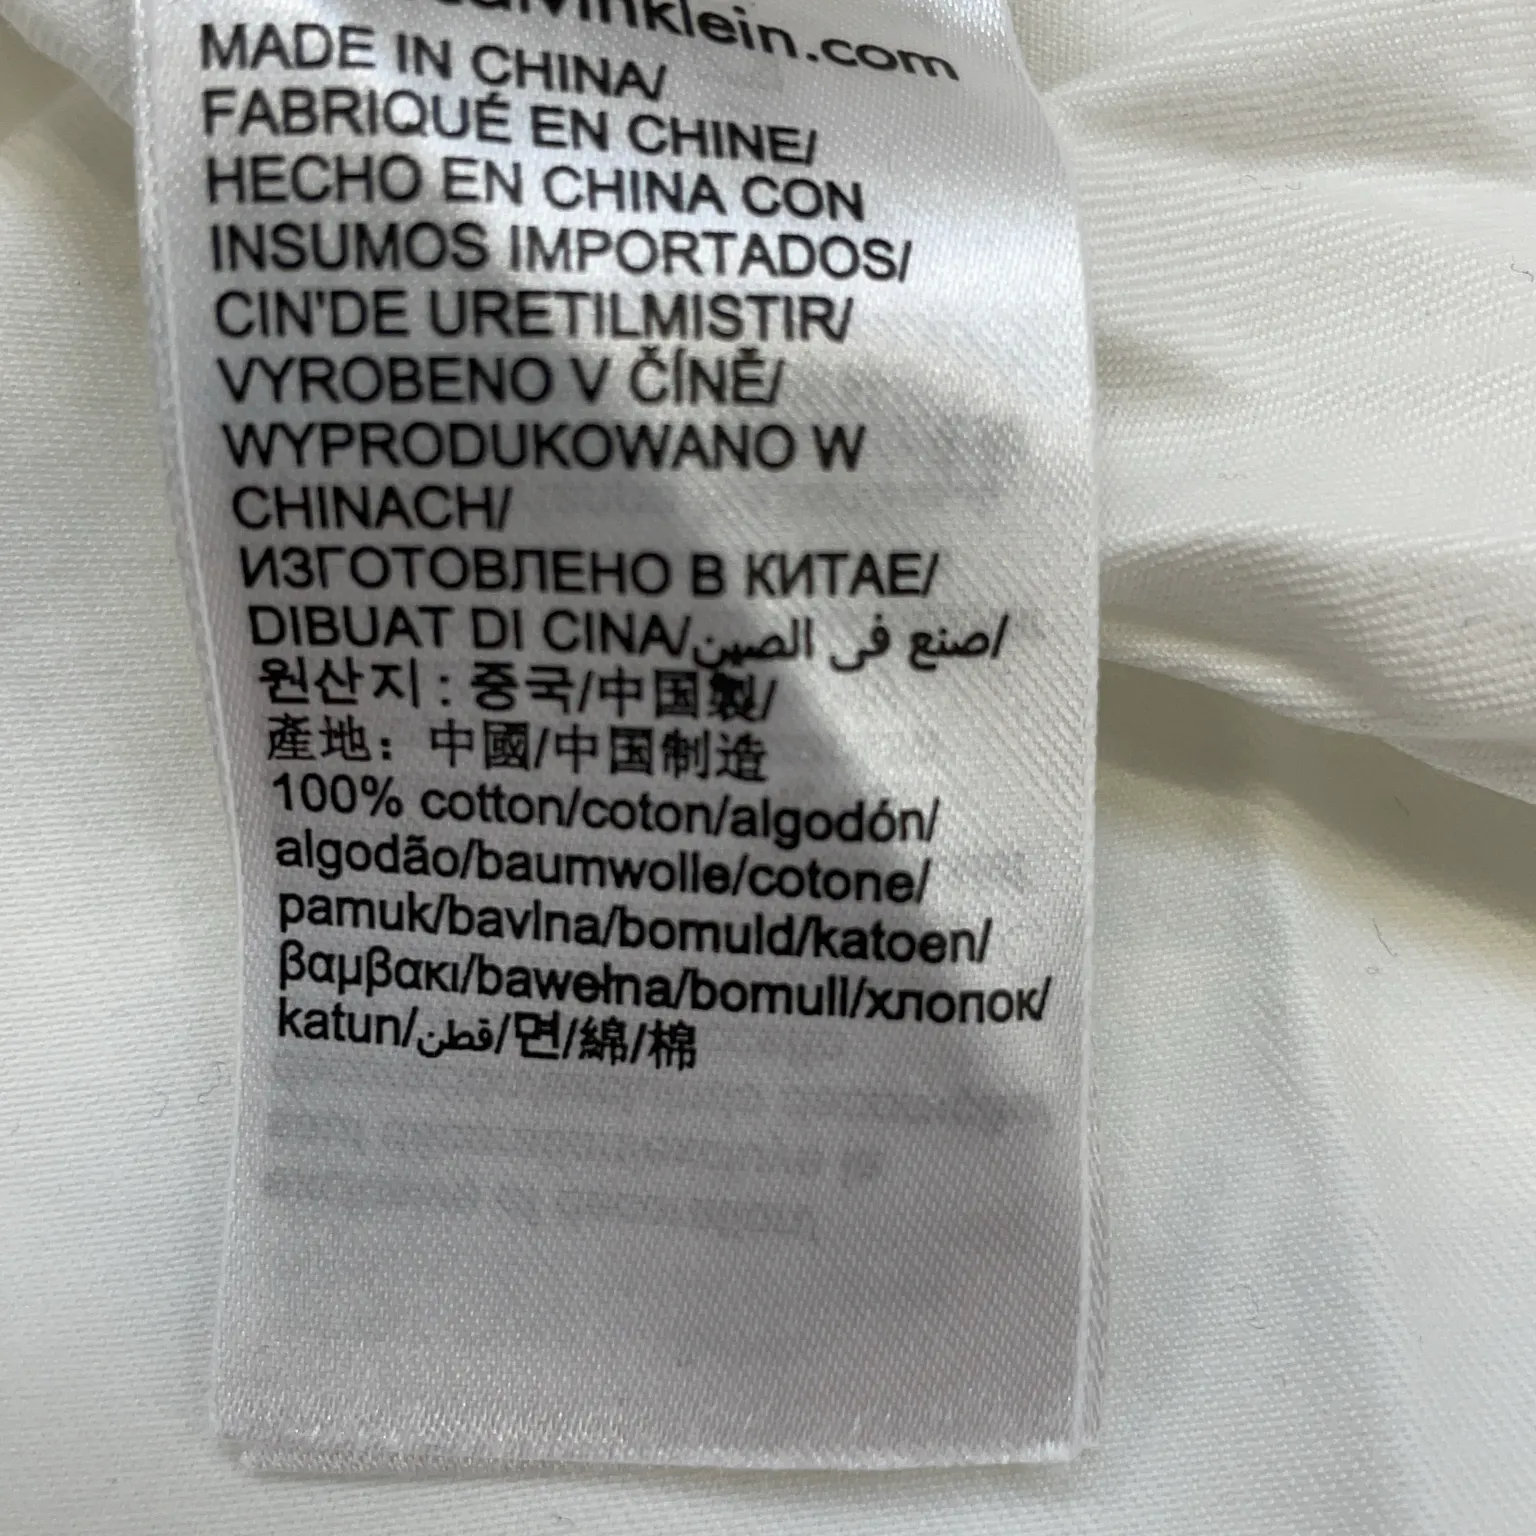 calvinklein.com
MADE IN CHINA/
FABRIQUÉ EN CHINE/
HECHO EN CHINA CON
INSUMOS IMPORTADOS/
CIN'DE URETILMISTIR/
VYROBENO V ČÍNĚ/
WYPRODUKOWANO W
CHINACH/
ИЗГОТОВЛЕНО В КИТАЕ/
DIBUAT DI CINA/صنع في الصين/
원산지 : 중국/中国製/
產地： 中國/中国制造
100% cotton/coton/algodón/
algodão/baumwolle/cotone/
pamuk/bavlna/bomuld/katoen/
βαμβακι/bawełna/bomull/хлопок/
katun/قطن/면/綿/棉